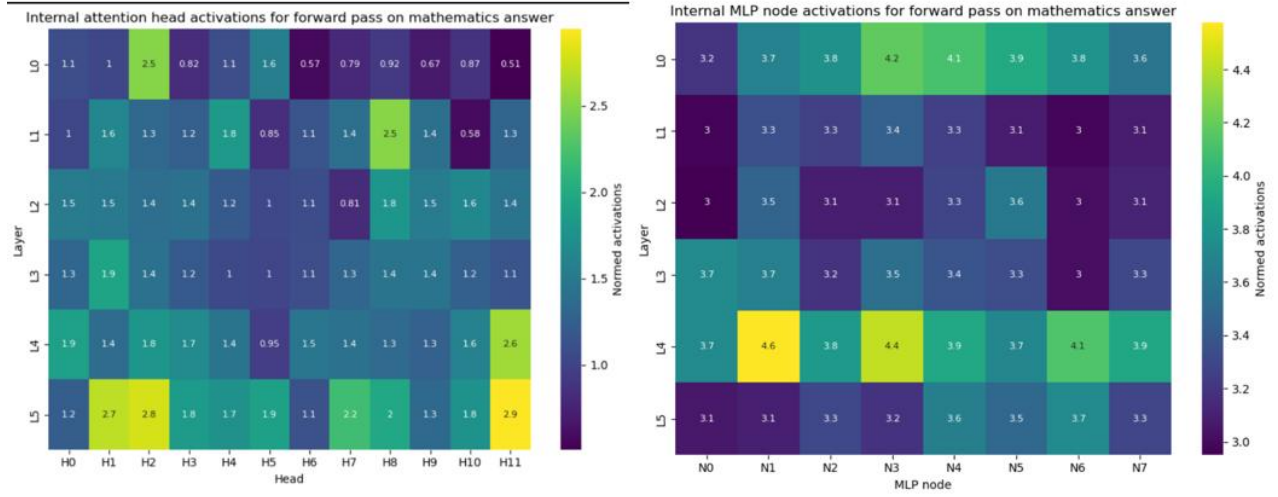 Internal attention head activations for forward pass on mathematics answer
L0 1.1 1 2.5 0.82 1.1 1.6 0.57 0.79 0.92 0.67 0.87 0.51
L1 1 1.6 1.3 1.2 1.8 0.85 1.1 1.4 2.5 1.4 0.58 1.3
L2 1.5 1.5 1.4 1.4 1.2 1 1.1 0.81 1.8 1.5 1.6 1.4
L3 1.3 1.9 1.4 1.2 1 1 1.1 1.3 1.4 1.4 1.2 1.1
L4 1.9 1.4 1.8 1.7 1.4 0.95 1.5 1.4 1.3 1.3 1.6 2.6
L5 1.2 2.7 2.8 1.8 1.7 1.9 1.1 2.2 2 1.3 1.8 2.9
H0 H1 H2 H3 H4 H5 H6 H7 H8 H9 H10 H11
Head
Layer
2.5
2.0
1.5
1.0
Normed activations
Internal MLP node activations for forward pass on mathematics answer
L0 3.2 3.7 3.8 4.2 4.1 3.9 3.8 3.6
L1 3 3.3 3.3 3.4 3.3 3.1 3 3.1
L2 3 3.5 3.1 3.1 3.3 3.6 3 3.1
L3 3.7 3.7 3.2 3.5 3.4 3.3 3 3.3
L4 3.7 4.6 3.8 4.4 3.9 3.7 4.1 3.9
L5 3.1 3.1 3.3 3.2 3.6 3.5 3.7 3.3
N0 N1 N2 N3 N4 N5 N6 N7
MLP node
Layer
4.4
4.2
4.0
3.8
3.6
3.4
3.2
3.0
Normed activations